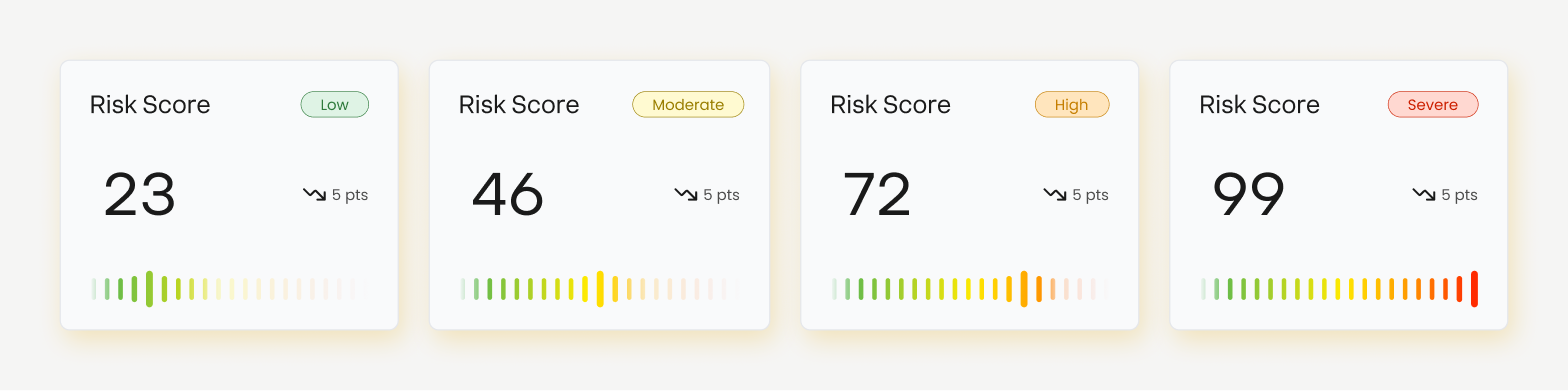 Risk Score Low
23 5 pts
Risk Score Moderate
46 5 pts
Risk Score High
72 5 pts
Risk Score Severe
99 5 pts